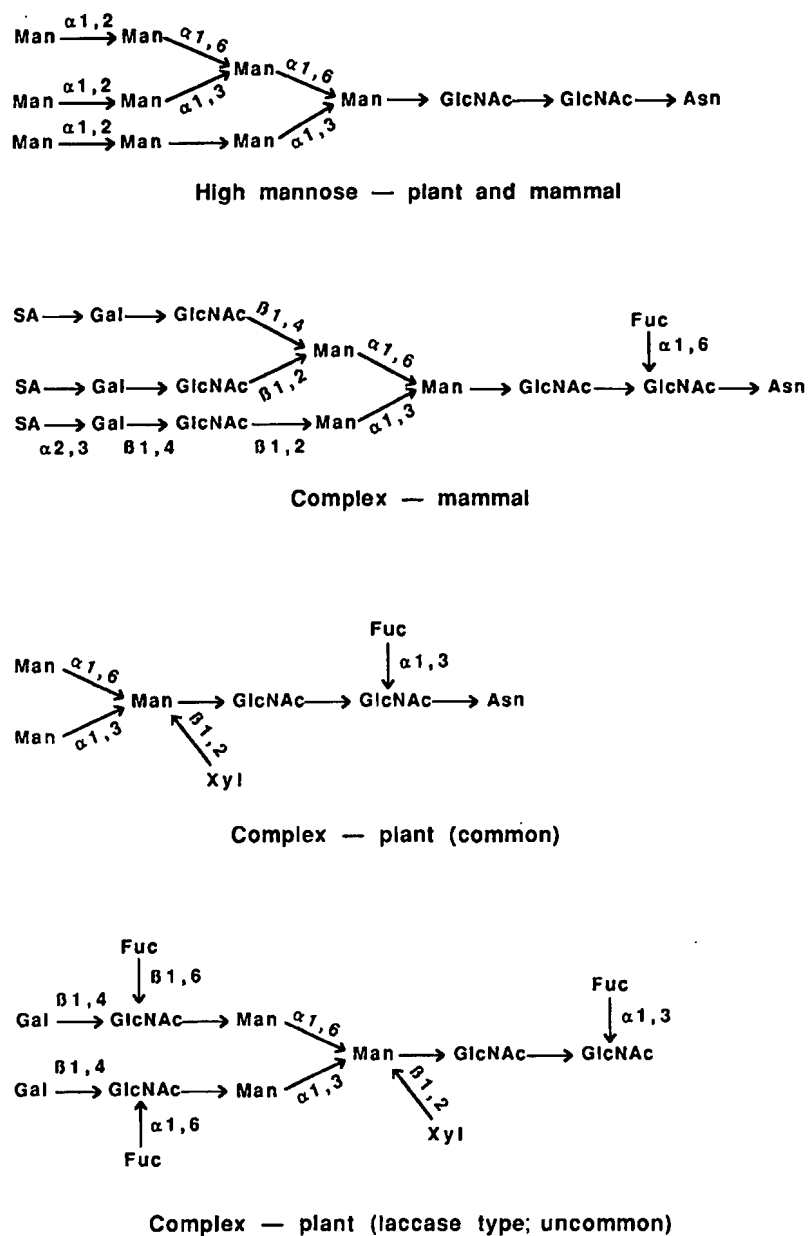 α1,2 α1,6
Man → Man
Man α1,6
α1,2 α1,3
Man → Man Man → GlcNAc → GlcNAc → Asn
α1,2
Man → Man → Man α1,3
High mannose — plant and mammal
SA → Gal → GlcNAc β1,4 Fuc
Man α1,6 α1,6
SA → Gal → GlcNAc β1,2 Man → GlcNAc → GlcNAc → Asn
SA → Gal → GlcNAc → Man α1,3
α2,3 β1,4 β1,2
Complex — mammal
Fuc
Man α1,6 α1,3
Man → GlcNAc → GlcNAc → Asn
Man α1,3 β1,2
Xyl
Complex — plant (common)
Fuc
β1,6 Fuc
β1,4
Gal → GlcNAc → Man α1,6 α1,3
Man → GlcNAc → GlcNAc
β1,4
Gal → GlcNAc → Man α1,3 β1,2
α1,6 Xyl
Fuc
Complex — plant (laccase type; uncommon)